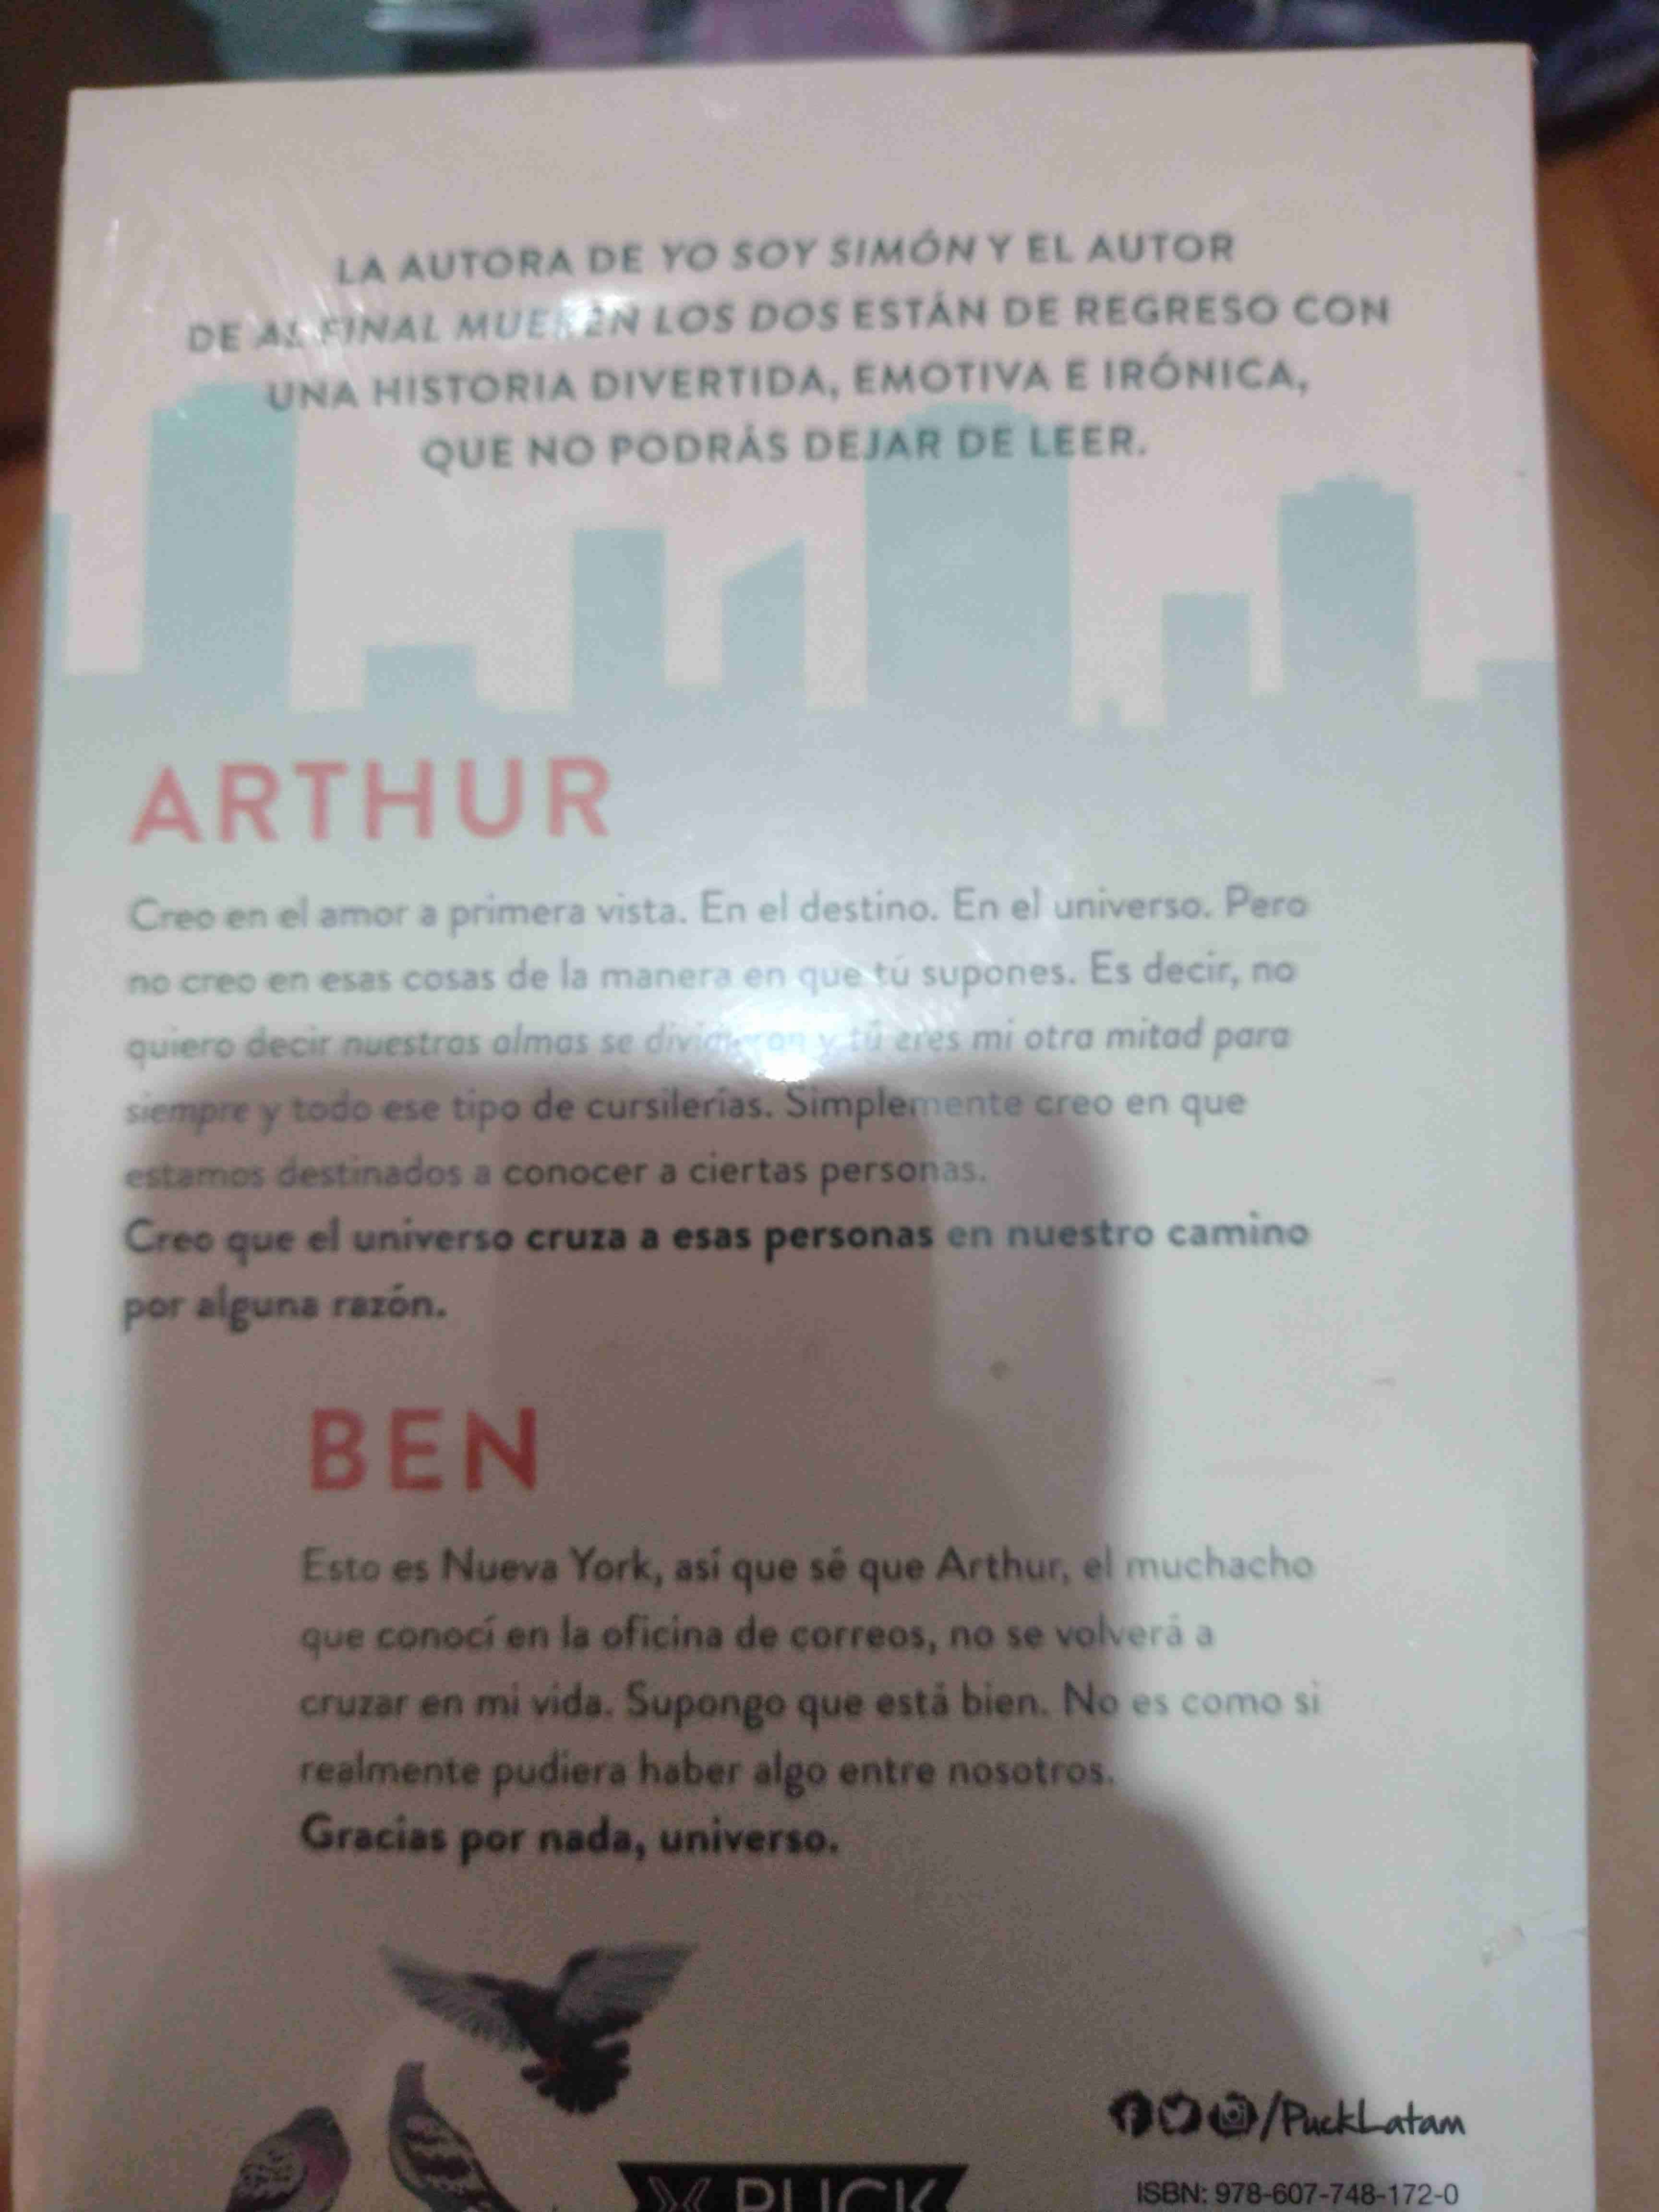 LA AUTORA DE YO SOY SIMÓN Y EL AUTOR
DE AL FINAL MUEREN LOS DOS ESTÁN DE REGRESO CON
UNA HISTORIA DIVERTIDA, EMOTIVA E IRÓNICA,
QUE NO PODRÁS DEJAR DE LEER.
ARTHUR
Creo en el amor a primera vista. En el destino. En el universo. Pero
no creo en esas cosas de la manera en que tú supones. Es decir, no
quiero decir nuestras almas se dividieron y tú eres mi otra mitad para
siempre y todo ese tipo de cursilerías. Simplemente creo en que
estamos destinados a conocer a ciertas personas.
Creo que el universo cruza a esas personas en nuestro camino
por alguna razón.
BEN
Esto es Nueva York, así que sé que Arthur, el muchacho
que conocí en la oficina de correos, no se volverá a
cruzar en mi vida. Supongo que está bien. No es como si
realmente pudiera haber algo entre nosotros.
Gracias por nada, universo.
/PuckLatam
PUCK
ISBN: 978-607-748-172-0